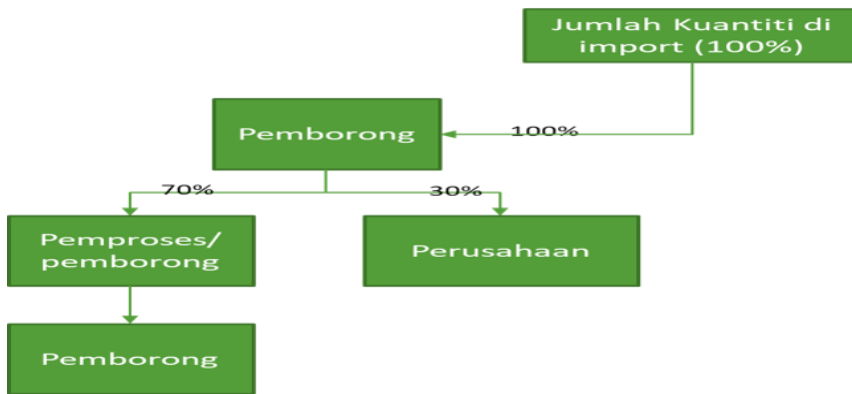 Jumlah Kuantiti di
import (100%)
Pemborong
100%
70%
30%
Pemproses/
pemborong
Perusahaan
Pemborong